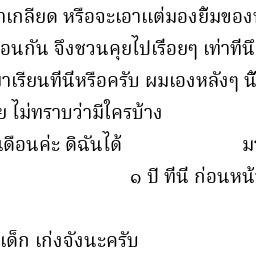 เกลียด หรือจะเอาแต่มองยิ้มของ
อนกัน จึงชวนคุยไปเรื่อยๆ เท่าที่นึ
าเรียนที่นี่หรือครับ ผมเองหลังๆ นี้
ย ไม่ทราบว่ามีใครบ้าง
เดือนค่ะ ดิฉันได้ ม
๑ ปี ที่นี่ ก่อนหน้
เด็ก เก่งจังนะครับ